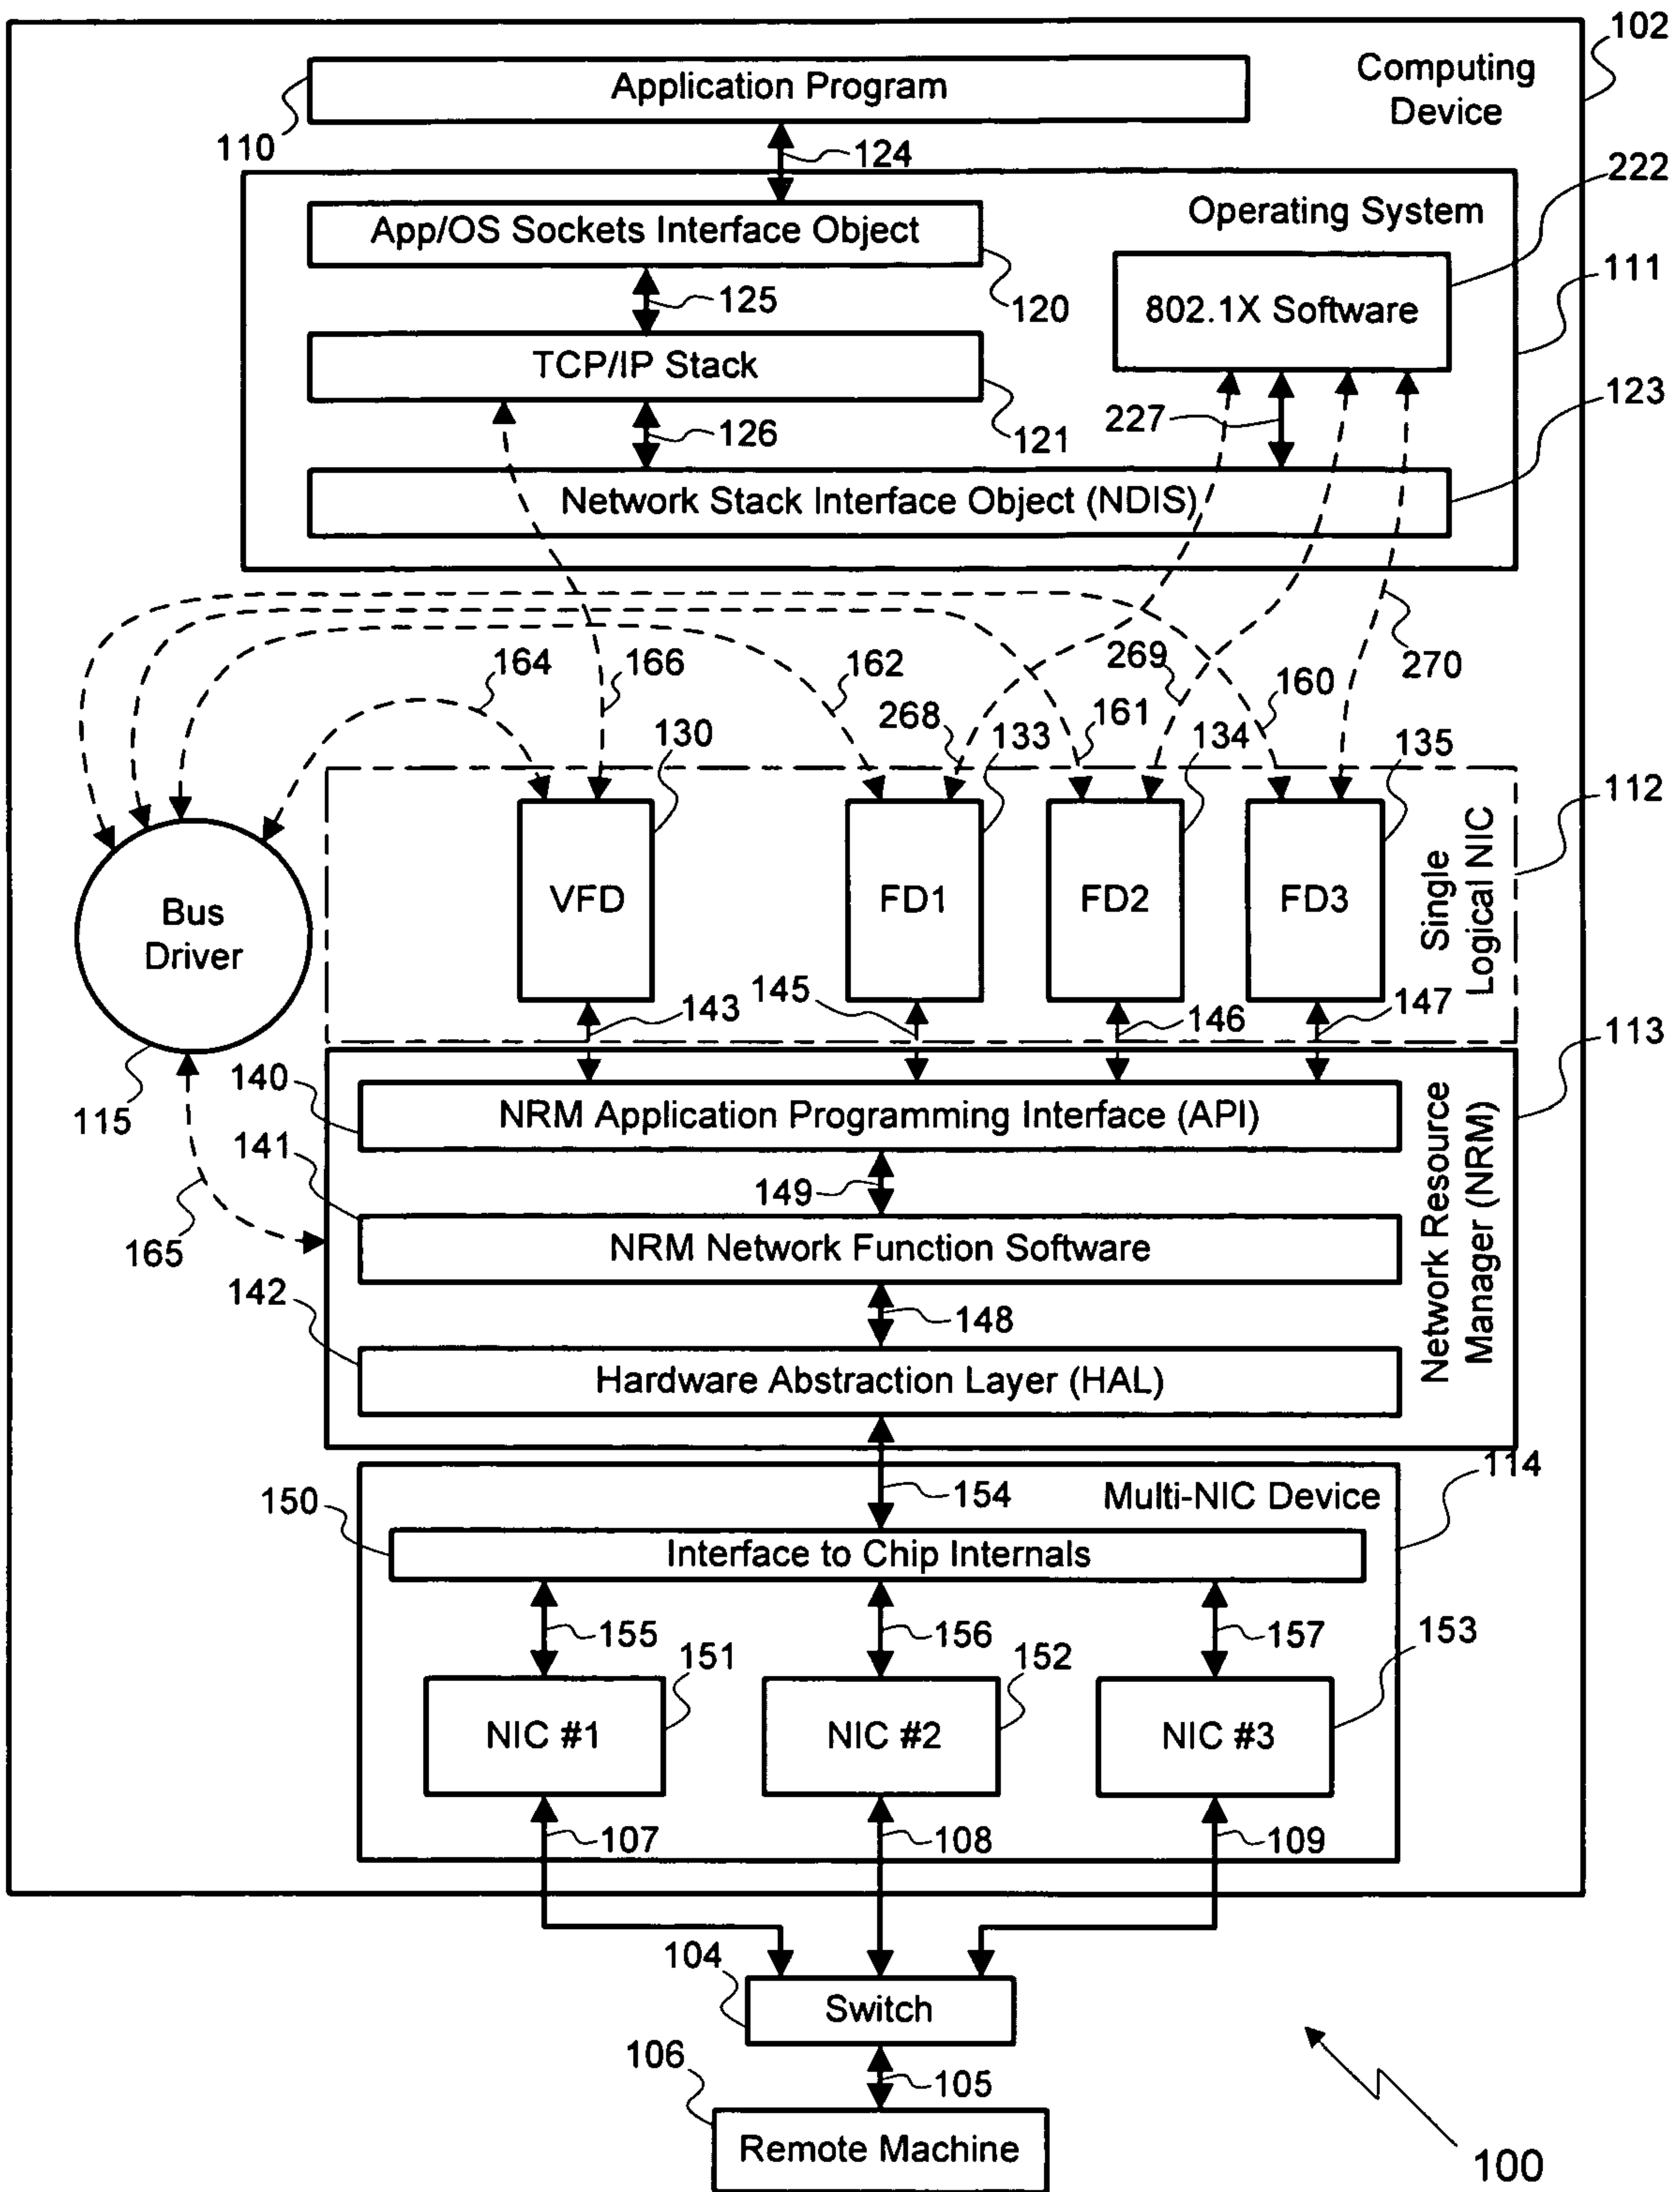 102
Computing
Device
Application Program
110
124
222
Operating System
App/OS Sockets Interface Object
111
125
120
802.1X Software
TCP/IP Stack
123
126
121
227
Network Stack Interface Object (NDIS)
164
166
162
269
270
268
161
160
130
133
134
135
112
Single
Logical NIC
VFD
FD1
FD2
FD3
Bus
Driver
143
145
146
147
113
115
140
NRM Application Programming Interface (API)
Network Resource
Manager (NRM)
141
149
165
NRM Network Function Software
142
148
Hardware Abstraction Layer (HAL)
114
150
154
Multi-NIC Device
Interface to Chip Internals
155
156
157
153
151
152
NIC #1
NIC #2
NIC #3
107
108
109
104
Switch
106
105
Remote Machine
100